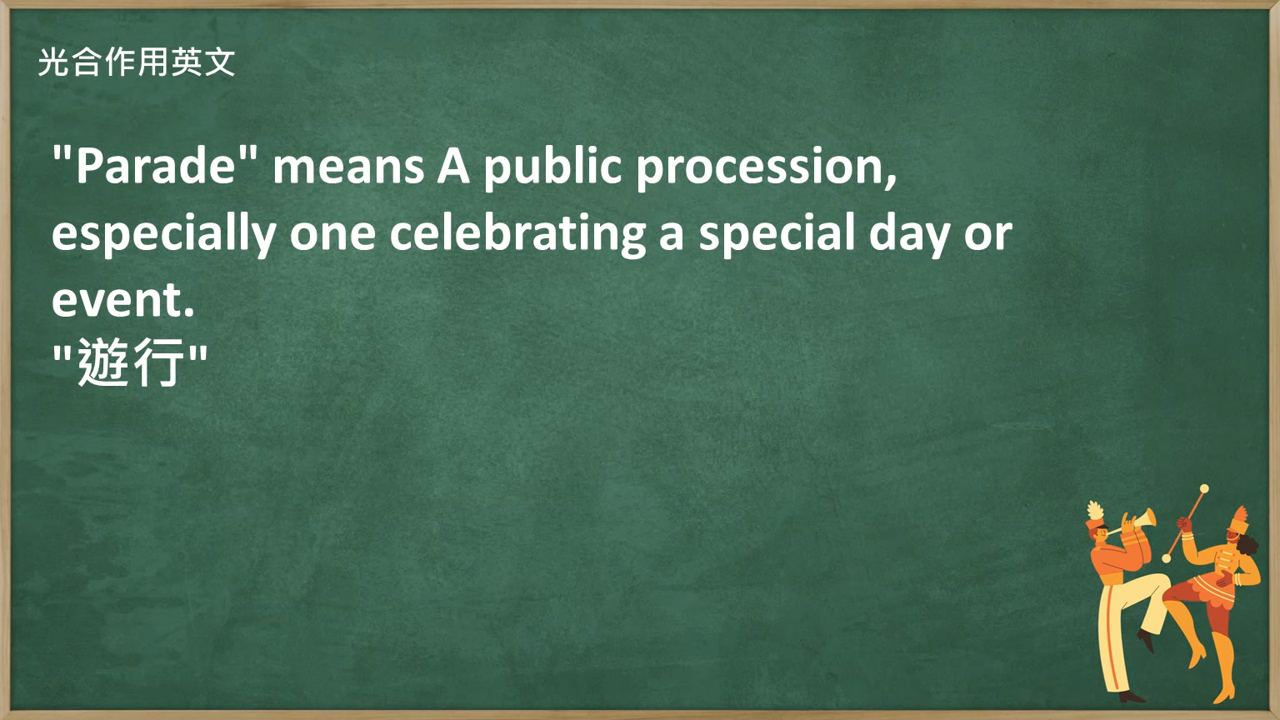 光合作用英文
"Parade" means A public procession,
especially one celebrating a special day or
event.
"遊行"